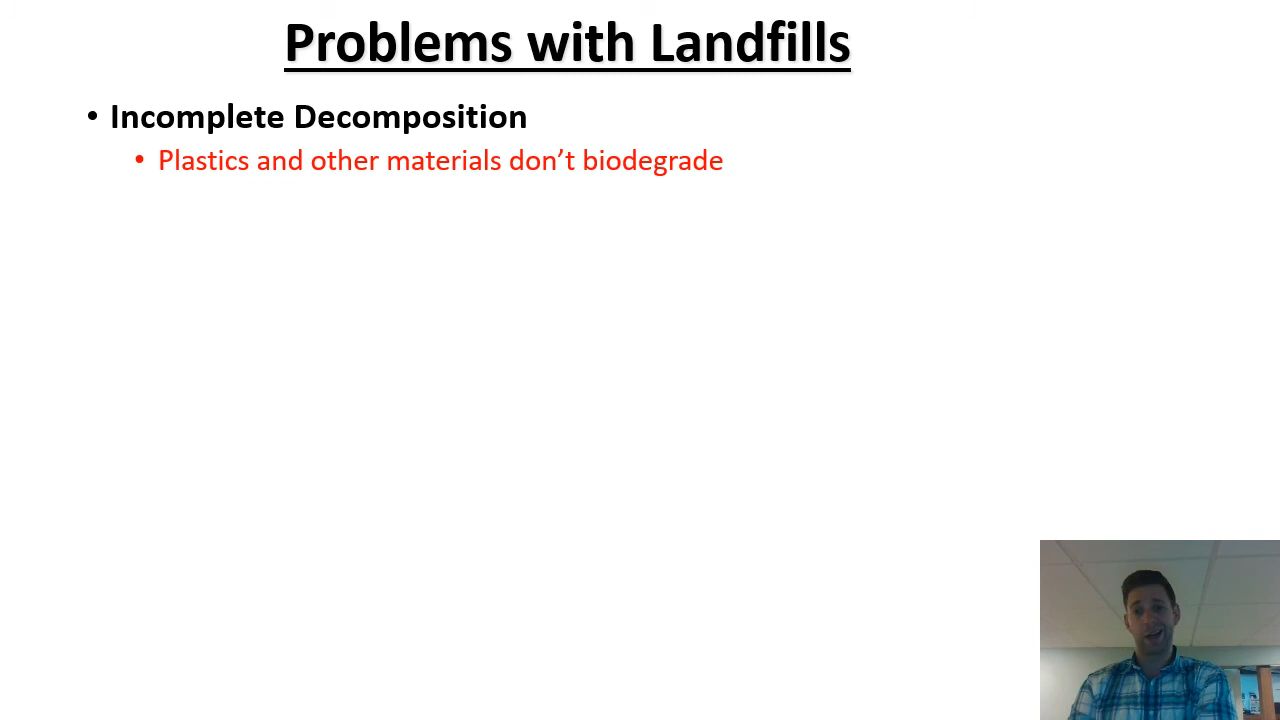 Problems with Landfills
• Incomplete Decomposition
• Plastics and other materials don’t biodegrade